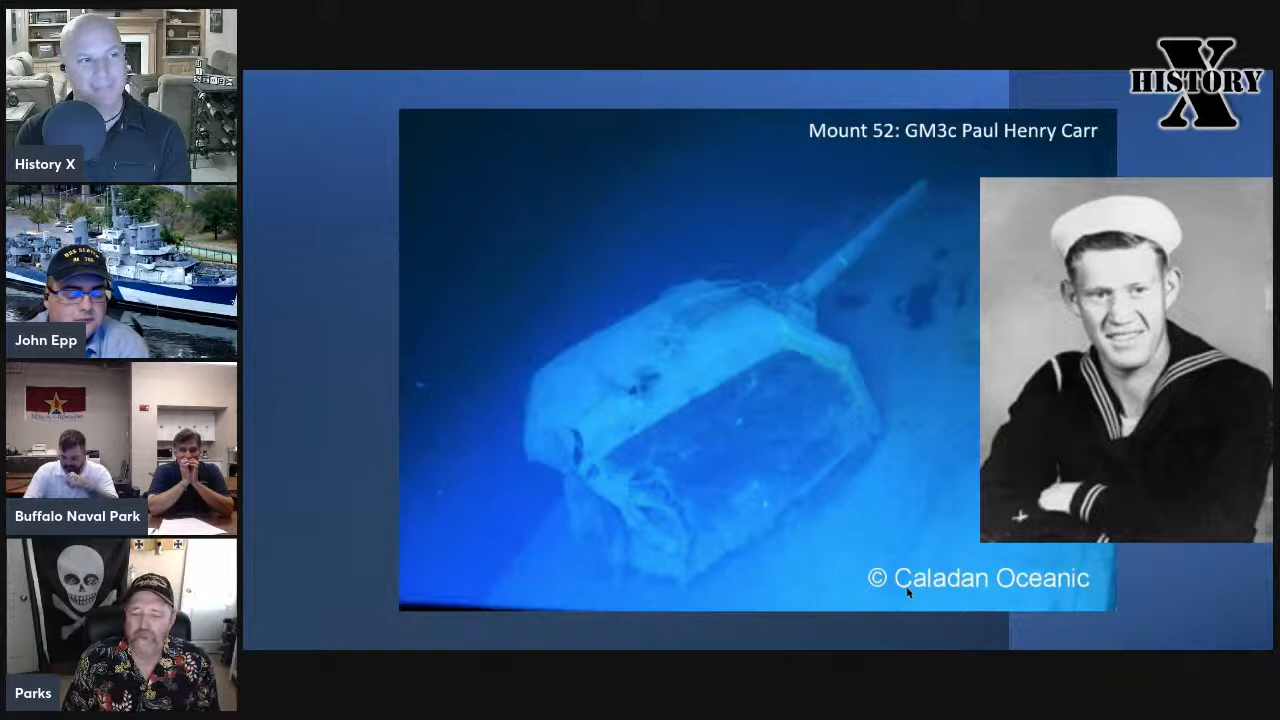 History X
John Epp
Buffalo Naval Park
Parks
Mount 52: GM3c Paul Henry Carr
© Caladan Oceanic
X
HISTORY